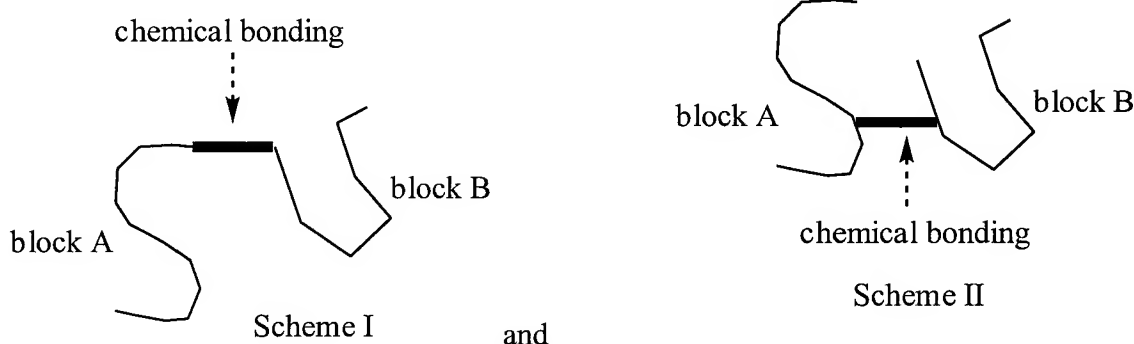 chemical bonding
block B
block A
Scheme I
and
block A
block B
chemical bonding
Scheme II